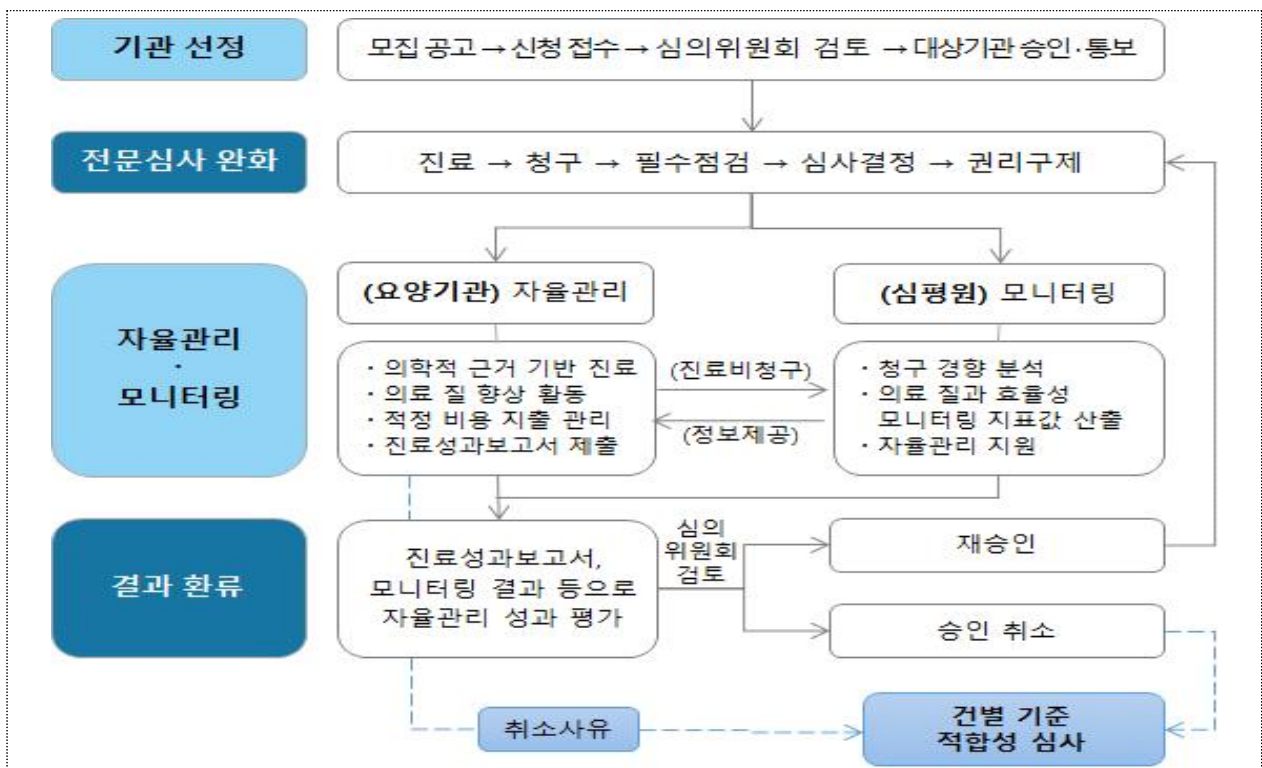 기관 선정
모집 공고 → 신청 접수 → 심의위원회 검토 → 대상기관 승인·통보
전문심사 완화
진료 → 청구 → 필수점검 → 심사결정 → 권리구제
자율관리
·
모니터링
(요양기관) 자율관리
(심평원) 모니터링
· 의학적 근거 기반 진료
· 의료 질 향상 활동
· 적정 비용 지출 관리
· 진료성과보고서 제출
(진료비청구)
(정보제공)
· 청구 경향 분석
· 의료 질과 효율성
모니터링 지표값 산출
· 자율관리 지원
결과 환류
진료성과보고서,
모니터링 결과 등으로
자율관리 성과 평가
심의
위원회
검토
재승인
승인 취소
취소사유
건별 기준
적합성 심사